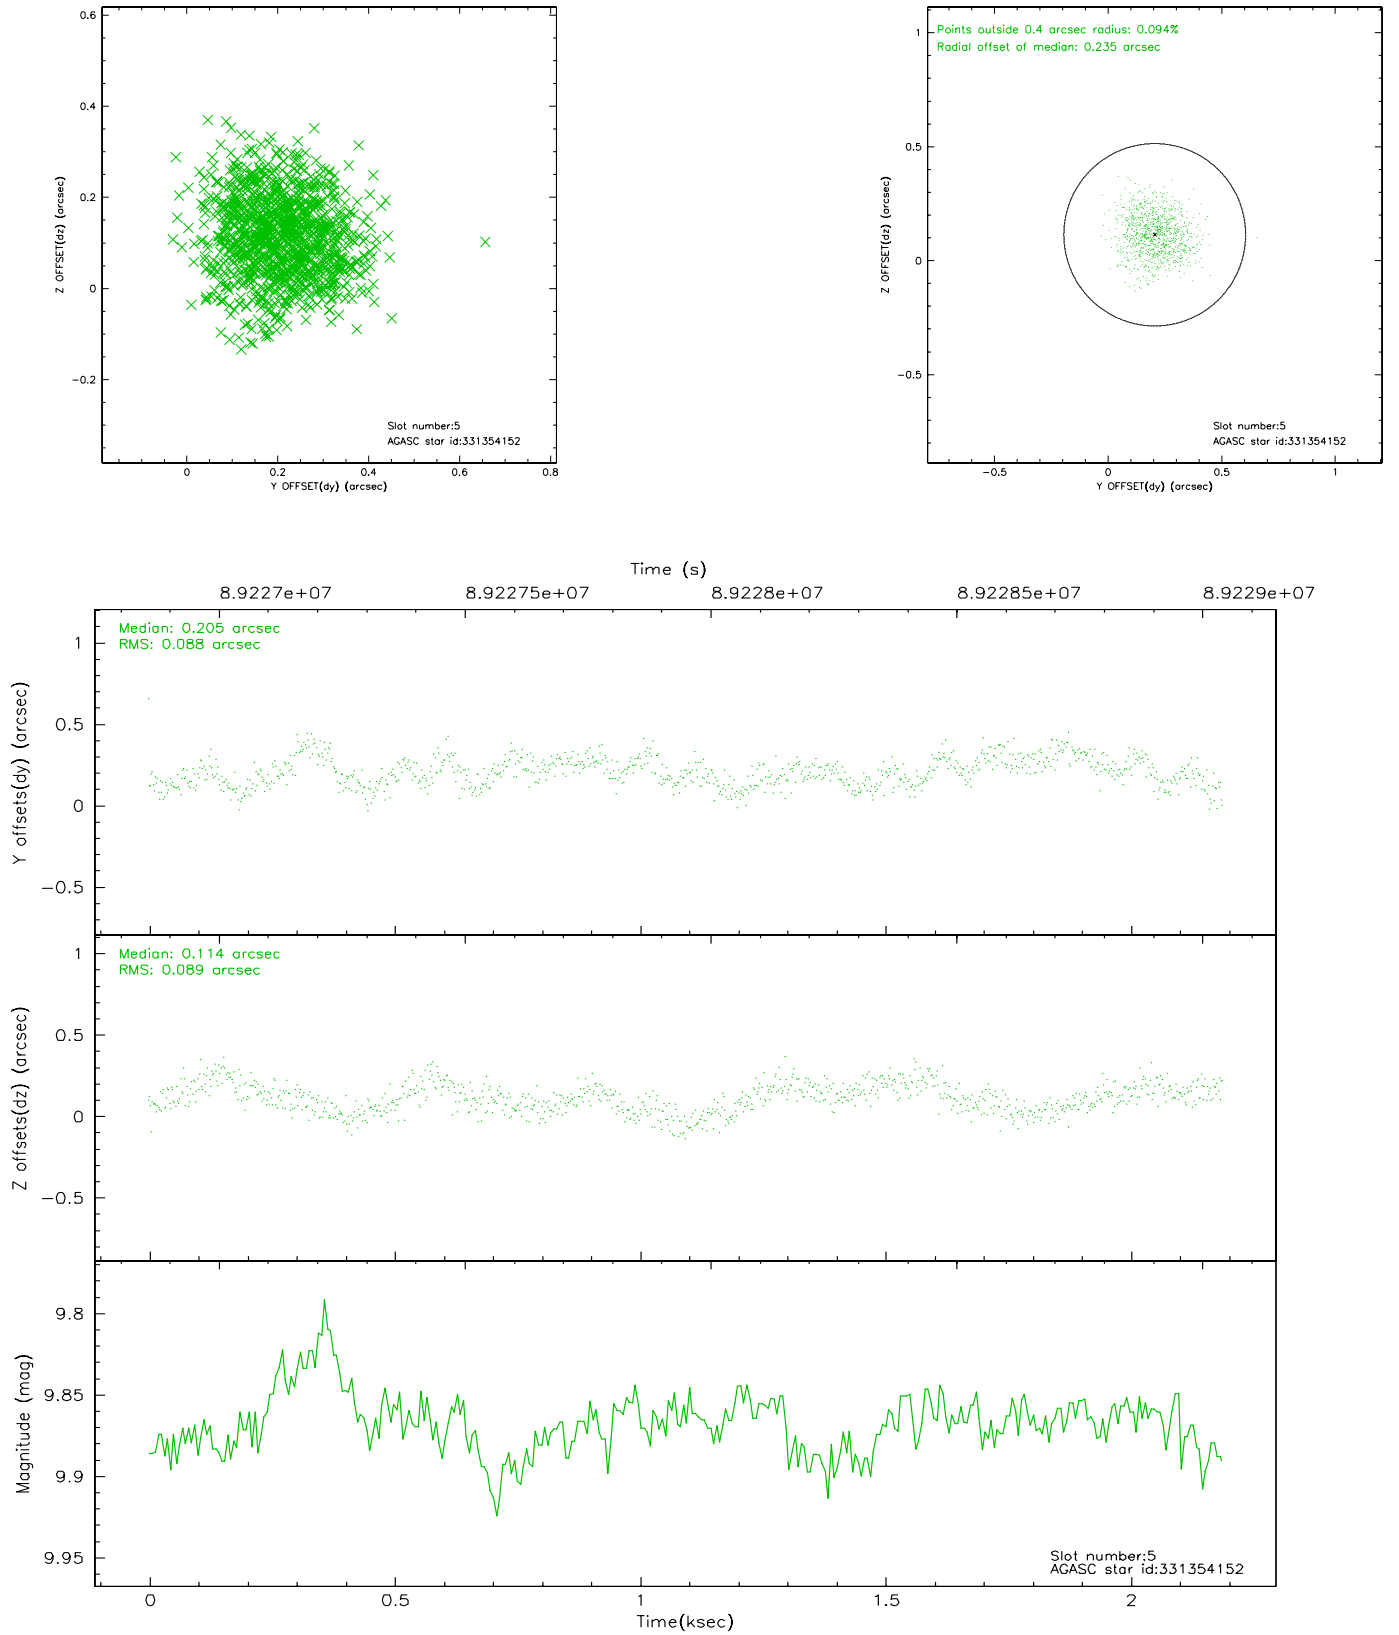 0.6
0.4
0.2
0
−0.2
Z OFFSET(dz) (arcsec)
Slot number:5
AGASC star id:331354152
0 0.2 0.4 0.6 0.8
Y OFFSET(dy) (arcsec)
Points outside 0.4 arcsec radius: 0.094%
Radial offset of median: 0.235 arcsec
1
0.5
0
−0.5
Z OFFSET(dz) (arcsec)
Slot number:5
AGASC star id:331354152
−0.5 0 0.5 1
Y OFFSET(dy) (arcsec)
Time (s)
8.9227e+07 8.92275e+07 8.9228e+07 8.92285e+07 8.9229e+07
Median: 0.205 arcsec
RMS: 0.088 arcsec
1
0.5
0
−0.5
Y offsets(dy) (arcsec)
Median: 0.114 arcsec
RMS: 0.089 arcsec
1
0.5
0
−0.5
Z offsets(dz) (arcsec)
9.8
9.85
9.9
9.95
Magnitude (mag)
Slot number:5
AGASC star id:331354152
0 0.5 1 1.5 2
Time(ksec)